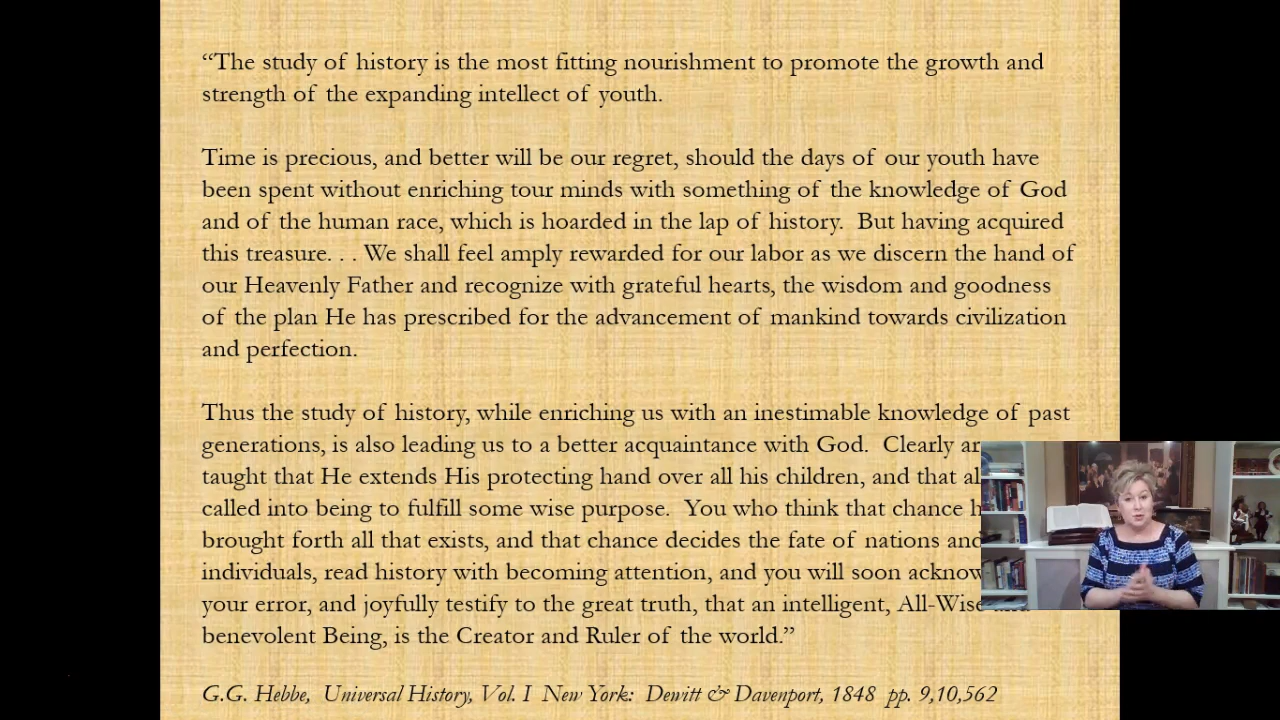 “The study of history is the most fitting nourishment to promote the growth and
strength of the expanding intellect of youth.
Time is precious, and better will be our regret, should the days of our youth have
been spent without enriching tour minds with something of the knowledge of God
and of the human race, which is hoarded in the lap of history. But having acquired
this treasure. . . We shall feel amply rewarded for our labor as we discern the hand of
our Heavenly Father and recognize with grateful hearts, the wisdom and goodness
of the plan He has prescribed for the advancement of mankind towards civilization
and perfection.
Thus the study of history, while enriching us with an inestimable knowledge of past
generations, is also leading us to a better acquaintance with God. Clearly
taught that He extends His protecting hand over all his children, and that
called into being to fulfill some wise purpose. You who think that chance
brought forth all that exists, and that chance decides the fate of nations and
individuals, read history with becoming attention, and you will soon
your error, and joyfully testify to the great truth, that an intelligent, All-Wise
benevolent Being, is the Creator and Ruler of the world.”
G.G. Hebbe, Universal History, Vol. I New York: Dewitt & Davenport, 1848 pp. 9,10,562